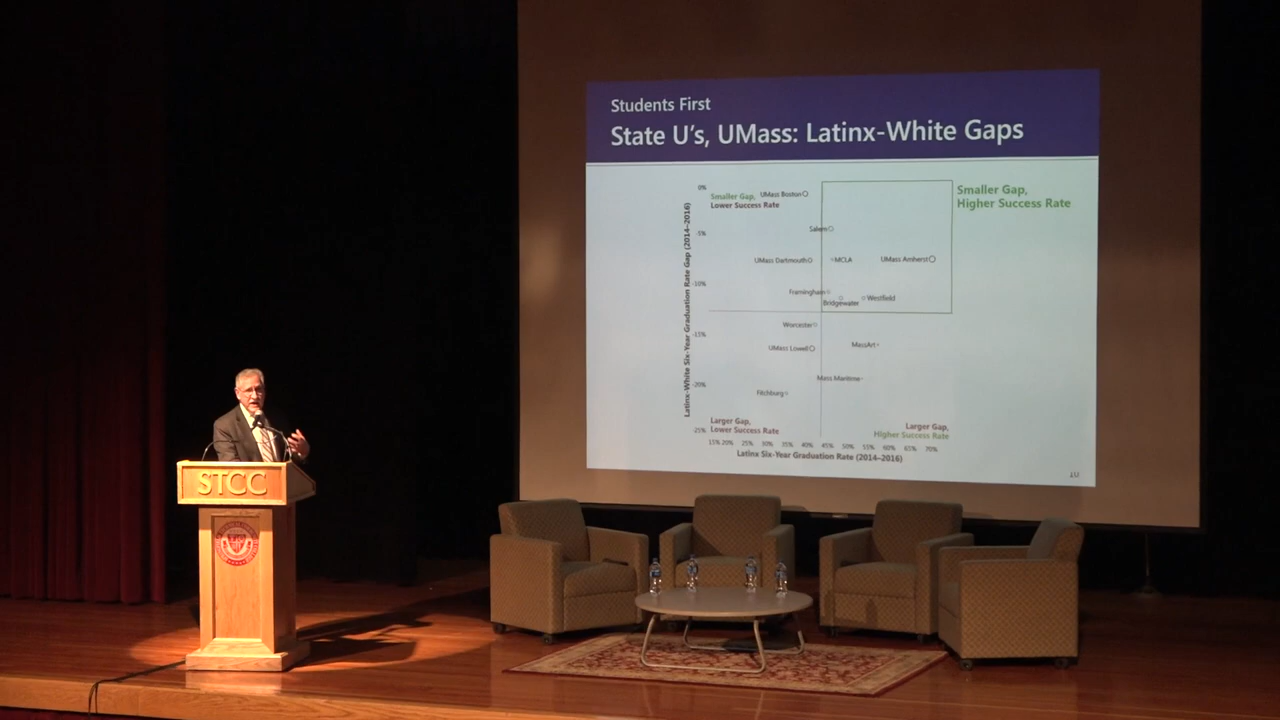 Students First
State U's, UMass: Latinx-White Gaps
Smaller Gap,
Lower Success Rate
Smaller Gap,
Higher Success Rate
Latinx-White Six-Year Graduation Rate Gap (2014–2016)
0%
-5%
-10%
-15%
-20%
-25%
UMass Boston
Salem
UMass Dartmouth
MCLA
UMass Amherst
Framingham
Bridgewater
Westfield
Worcester
UMass Lowell
MassArt
Mass Maritime
Fitchburg
Larger Gap,
Lower Success Rate
Larger Gap,
Higher Success Rate
15% 20% 25% 30% 35% 40% 45% 50% 55% 60% 65% 70%
Latinx Six-Year Graduation Rate (2014–2016)
STCC